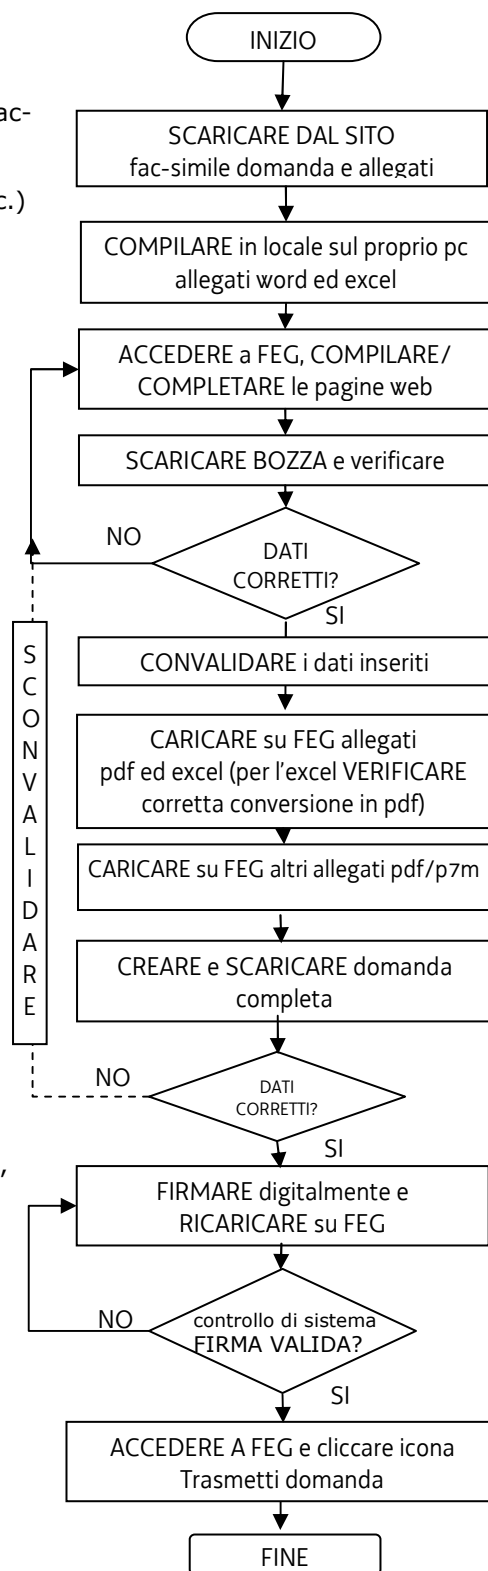 INIZIO
ac-
SCARICARE DAL SITO
fac-simile domanda e allegati
c.)
COMPILARE in locale sul proprio pc
allegati word ed excel
ACCEDERE a FEG, COMPILARE/
COMPLETARE le pagine web
SCARICARE BOZZA e verificare
NO
DATI
CORRETTI?
SI
CONVALIDARE i dati inseriti
SCONVALIDARE
CARICARE su FEG allegati
pdf ed excel (per l'excel VERIFICARE
corretta conversione in pdf)
CARICARE su FEG altri allegati pdf/p7m
CREARE e SCARICARE domanda
completa
NO
DATI
CORRETTI?
SI
,
FIRMARE digitalmente e
RICARICARE su FEG
NO
controllo di sistema
FIRMA VALIDA?
SI
ACCEDERE A FEG e cliccare icona
Trasmetti domanda
FINE